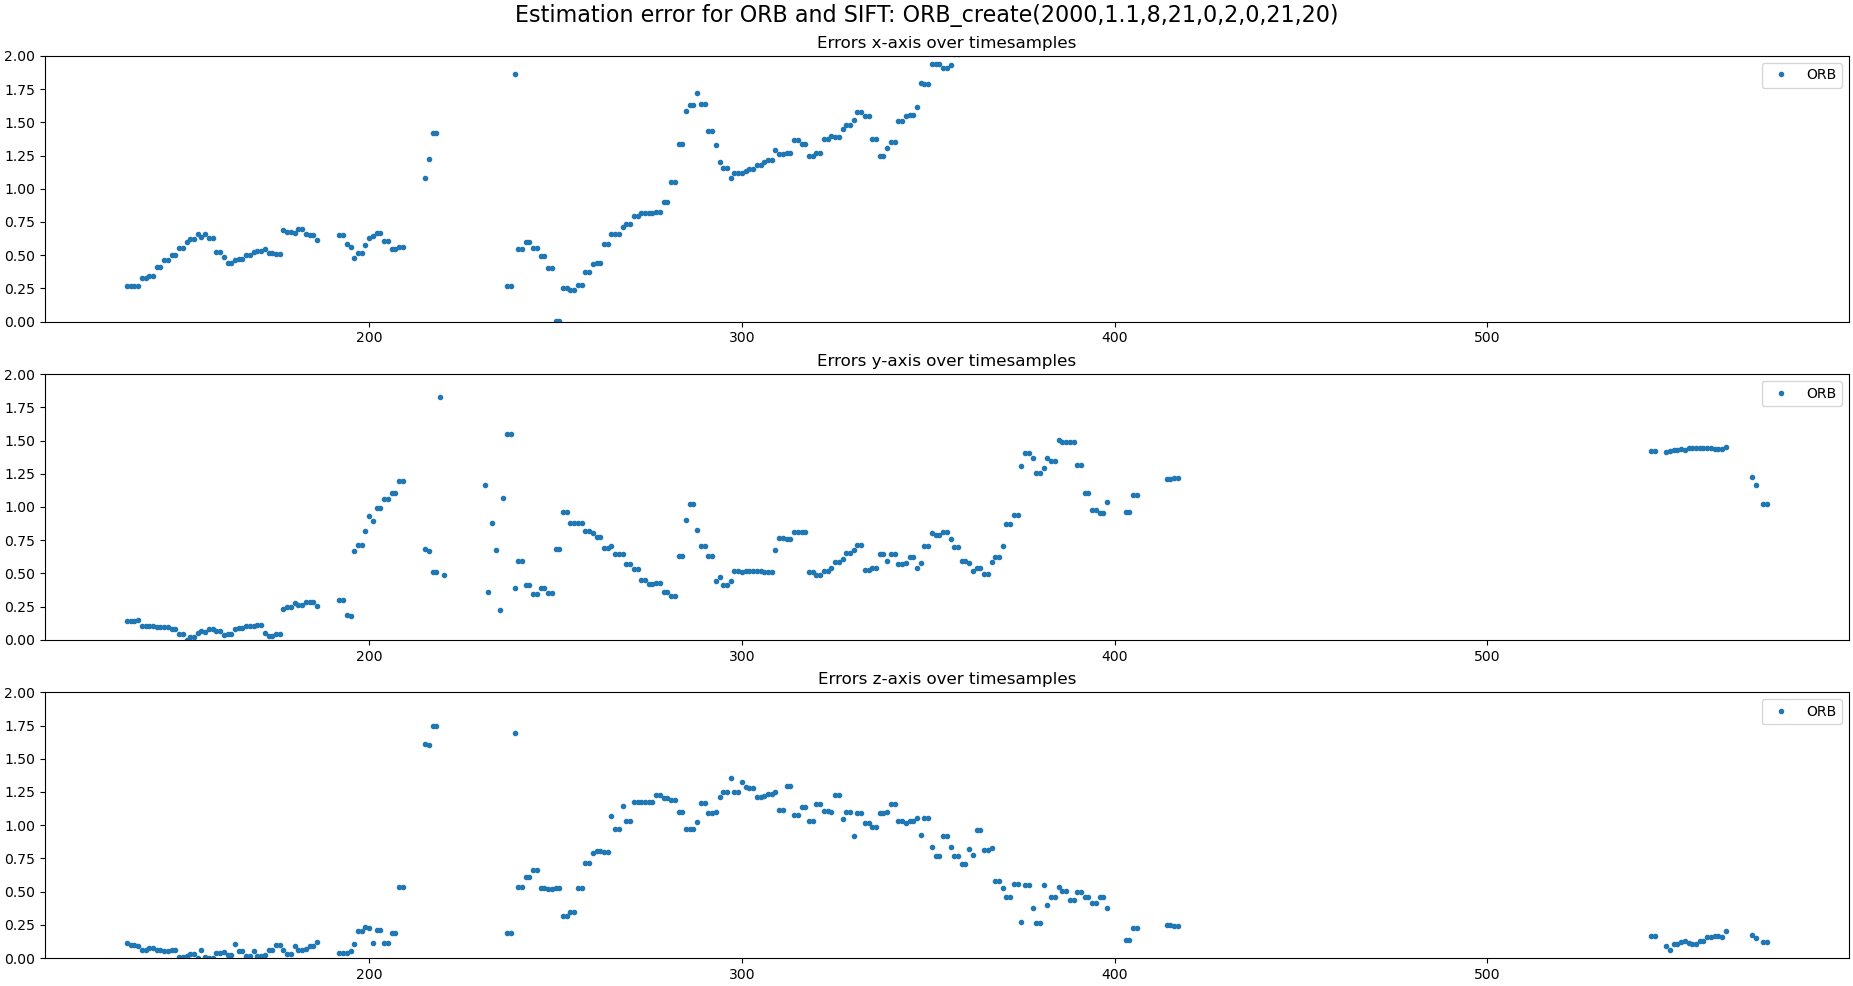 Estimation error for ORB and SIFT: ORB_create(2000,1.1,8,21,0,2,0,21,20)
Errors x-axis over timesamples
2.00
1.75
1.50
1.25
1.00
0.75
0.50
0.25
0.00
ORB
200 300 400 500
Errors y-axis over timesamples
2.00
1.75
1.50
1.25
1.00
0.75
0.50
0.25
0.00
ORB
200 300 400 500
Errors z-axis over timesamples
2.00
1.75
1.50
1.25
1.00
0.75
0.50
0.25
0.00
ORB
200 300 400 500